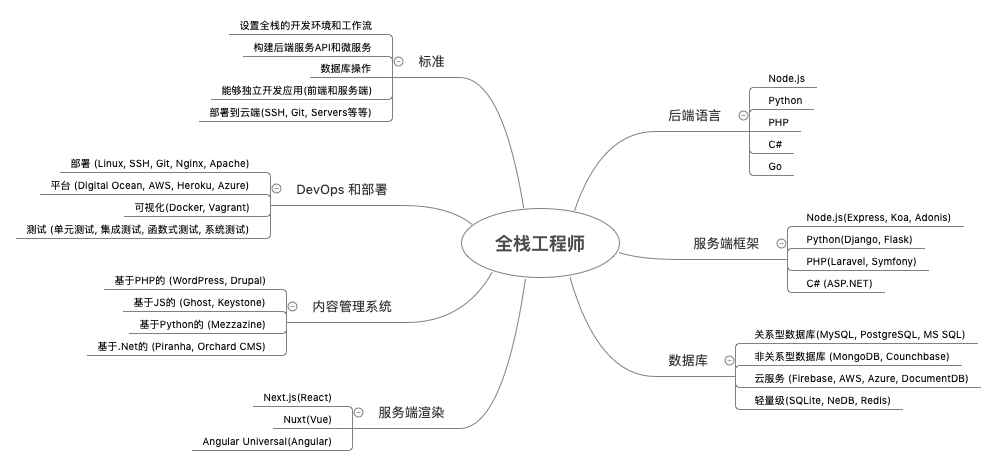 全栈工程师
标准
设置全栈的开发环境和工作流
构建后端服务API和微服务
数据库操作
能够独立开发应用(前端和服务端)
部署到云端(SSH, Git, Servers等等)
DevOps 和部署
部署 (Linux, SSH, Git, Nginx, Apache)
平台 (Digital Ocean, AWS, Heroku, Azure)
可视化(Docker, Vagrant)
测试 (单元测试, 集成测试, 函数式测试, 系统测试)
内容管理系统
基于PHP的 (WordPress, Drupal)
基于JS的 (Ghost, Keystone)
基于Python的 (Mezzazine)
基于.Net的 (Piranha, Orchard CMS)
服务端渲染
Next.js(React)
Nuxt(Vue)
Angular Universal(Angular)
后端语言
Node.js
Python
PHP
C#
Go
服务端框架
Node.js(Express, Koa, Adonis)
Python(Django, Flask)
PHP(Laravel, Symfony)
C# (ASP.NET)
数据库
关系型数据库(MySQL, PostgreSQL, MS SQL)
非关系型数据库 (MongoDB, Counchbase)
云服务 (Firebase, AWS, Azure, DocumentDB)
轻量级(SQLite, NeDB, Redis)